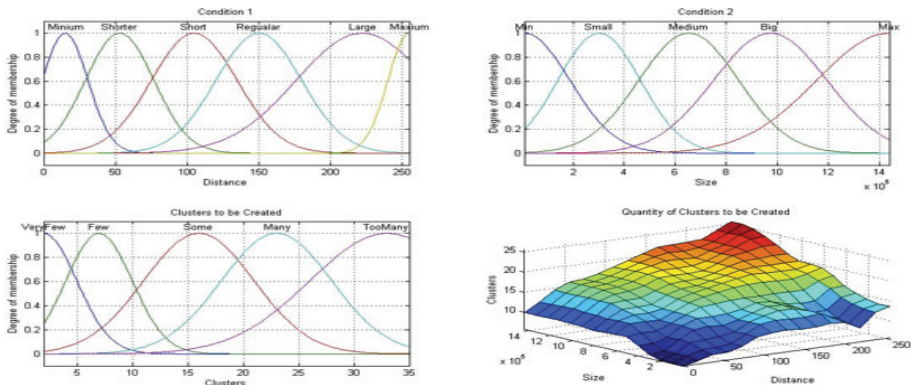 Condition 1
Minium Shorter Short Regualar Large Maxium
Degree of membership
1
0.8
0.6
0.4
0.2
0
0 50 100 150 200 250
Distance
Condition 2
Min Small Medium Big Max
Degree of membership
1
0.8
0.6
0.4
0.2
0
2 4 6 8 10 12 14
Size
Clusters to be Created
VeryFew Few Some Many TooMany
Degree of membership
1
0.8
0.6
0.4
0.2
0
5 10 15 20 25 30 35
Clusters
Quantity of Clusters to be Created
Clusters
25
20
15
10
14 12 10 8 6 4 2
Size
0 50 100 150 200 250
Distance